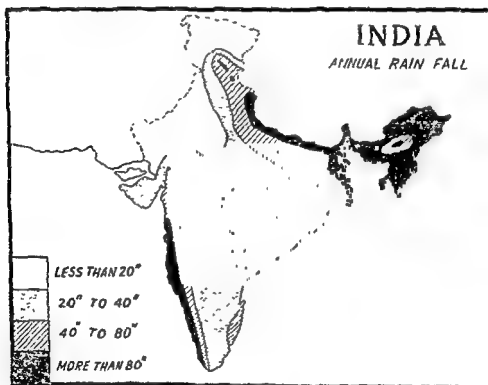 INDIA
ANNUAL RAIN FALL
LESS THAN 20"
20" TO 40"
40" TO 80"
MORE THAN 80"